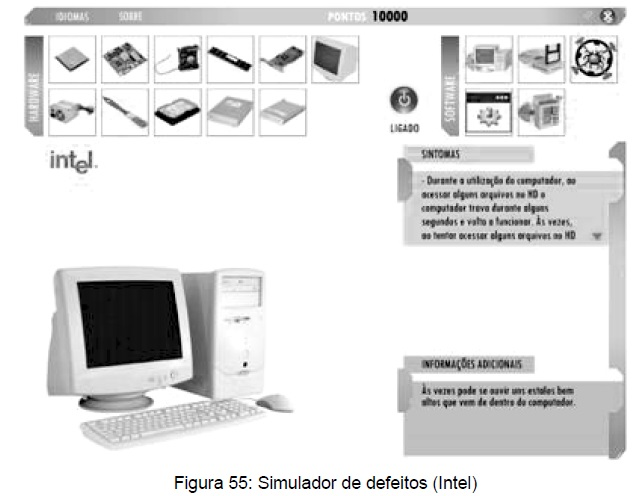 IDIOMAS SOBRE PONTOS 10000
HARDWARE
SOFTWARE
LIGADO
intel.
SINTOMAS
- Durante a utilização do computador, ao
acessar alguns arquivos no HD o
computador trava durante alguns
segundos e volta a funcionar. Às vezes,
ao tentar acessar alguns arquivos no HD
INFORMAÇÕES ADICIONAIS
Às vezes pode se ouvir uns estalos bem
altos que vem de dentro do computador.
Figura 55: Simulador de defeitos (Intel)